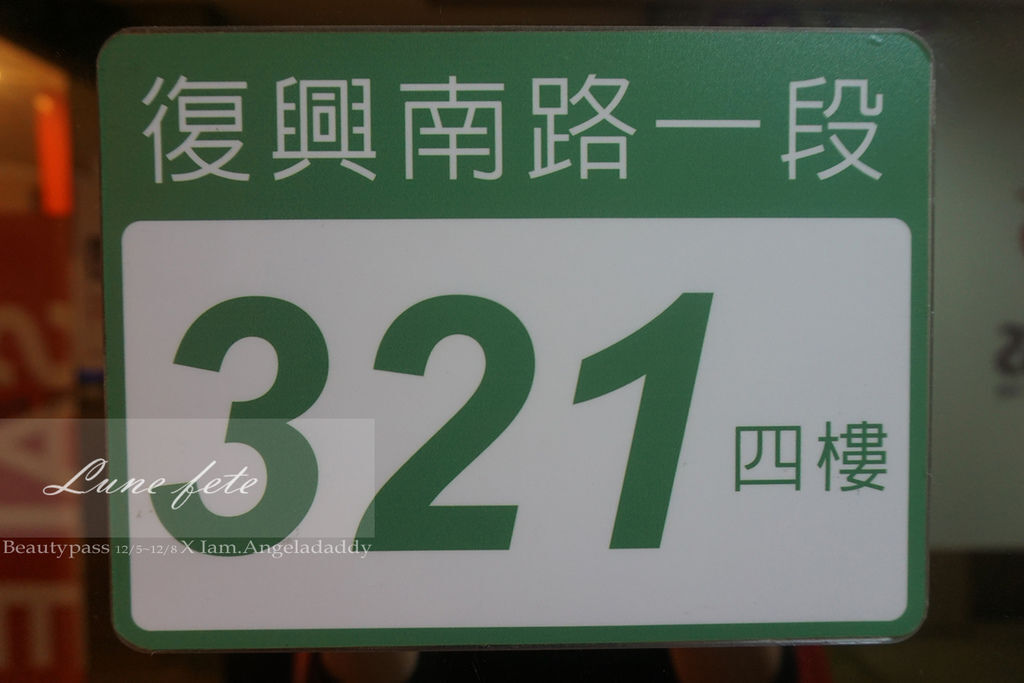 復興南路一段
321 四樓
Lune fete
Beautypass 12/5~12/8 X Iam.Angeladaddy